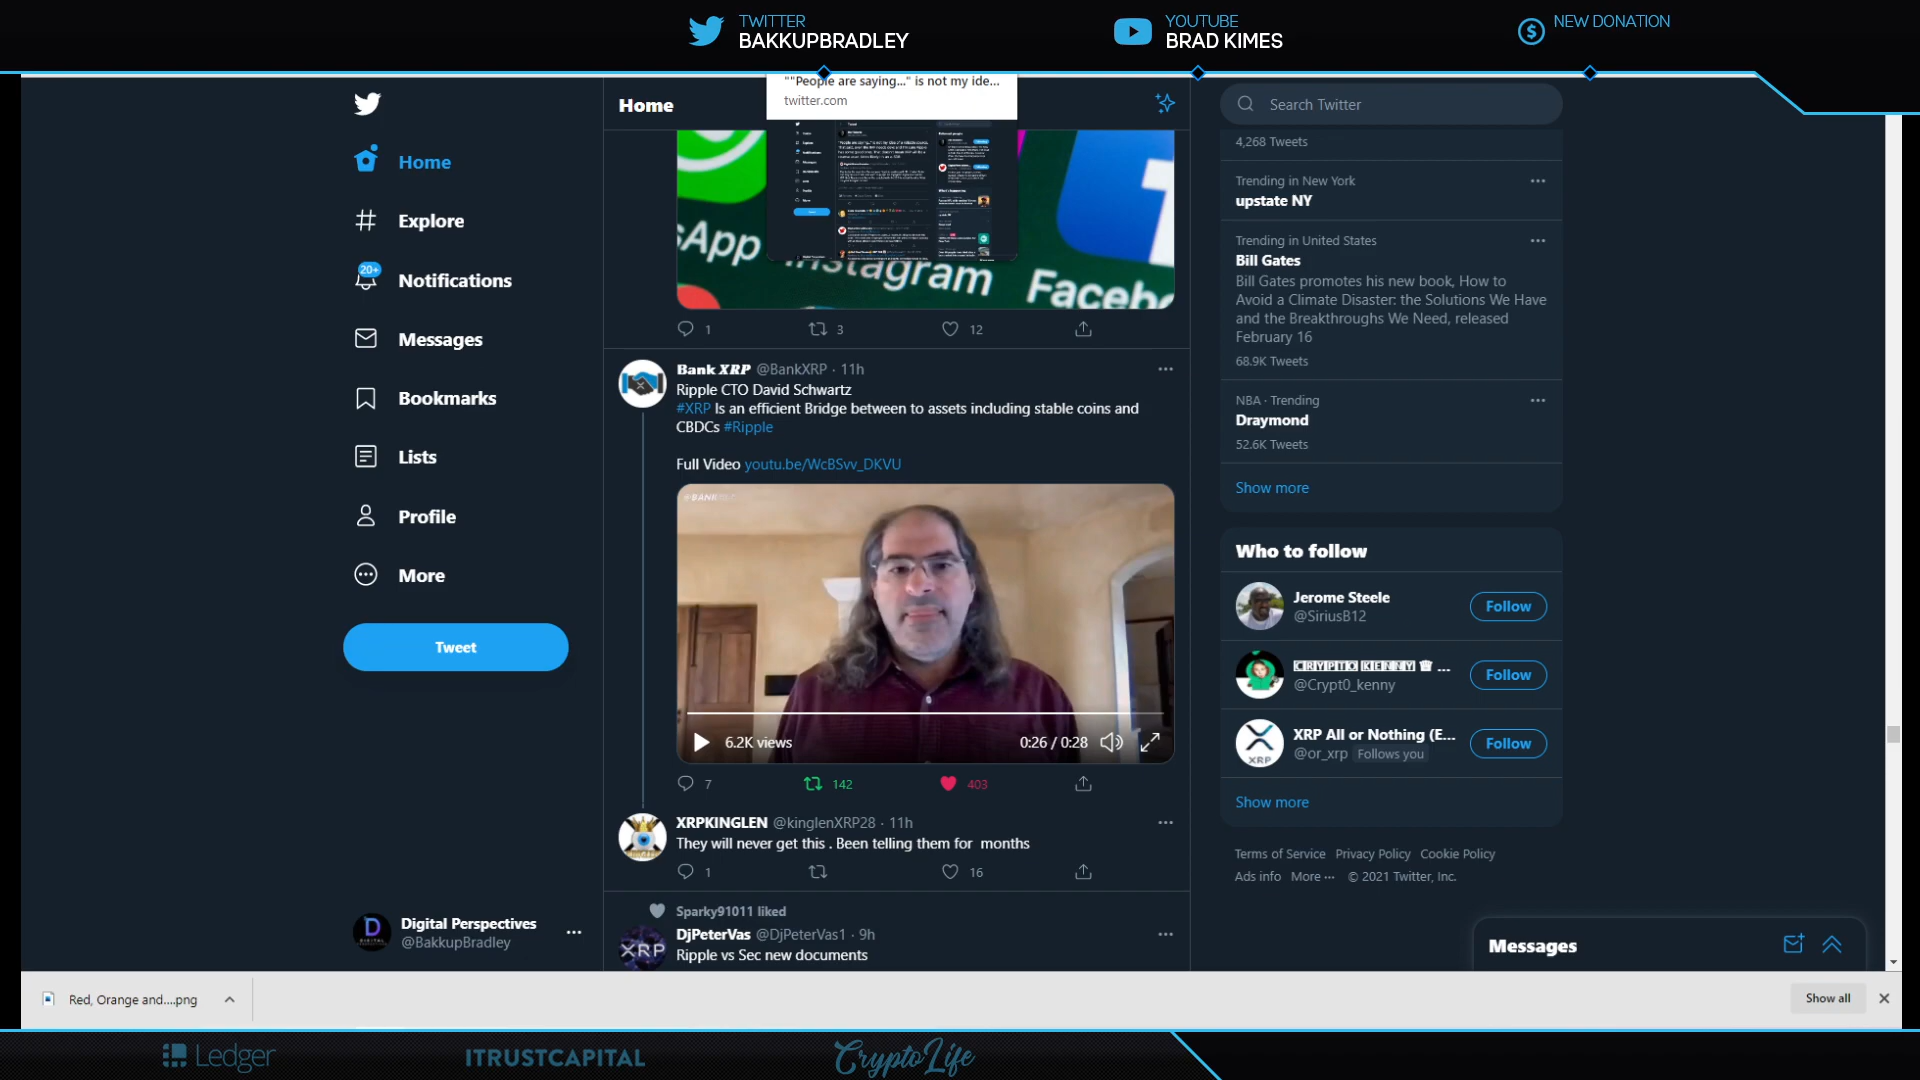 TWITTER
BAKKUPBRADLEY
YOUTUBE
BRAD KIMES
NEW DONATION
""People are saying..." is not my ide...
twitter.com
Home
Search Twitter
4,268 Tweets
Home
Explore
20+
Notifications
Messages
Bookmarks
Lists
Profile
More
Tweet
Digital Perspectives
@BakkupBradley
sApp
Instagram
Facebo
1
3
12
Bank XRP @BankXRP · 11h
Ripple CTO David Schwartz
#XRP Is an efficient Bridge between to assets including stable coins and
CBDCs #Ripple
Full Video youtu.be/WcBSvv_DKVU
6.2K views
0:26 / 0:28
7
142
403
XRPKINGLEN @kinglenXRP28 · 11h
They will never get this . Been telling them for months
1
16
Sparky91011 liked
DjPeterVas @DjPeterVas1 · 9h
XRP
Ripple vs Sec new documents
Trending in New York
upstate NY
Trending in United States
Bill Gates
Bill Gates promotes his new book, How to
Avoid a Climate Disaster: the Solutions We Have
and the Breakthroughs We Need, released
February 16
68.9K Tweets
NBA · Trending
Draymond
52.6K Tweets
Show more
Who to follow
Jerome Steele
@SiriusB12
Follow
CRYPTO KENNY ...
@Crypt0_kenny
Follow
XRP
XRP All or Nothing (E...
@or_xrp Follows you
Follow
Show more
Terms of Service Privacy Policy Cookie Policy
Ads info More ··· © 2021 Twitter, Inc.
Messages
Red, Orange and....png
Show all
Ledger
ITRUSTCAPITAL
CryptoLife